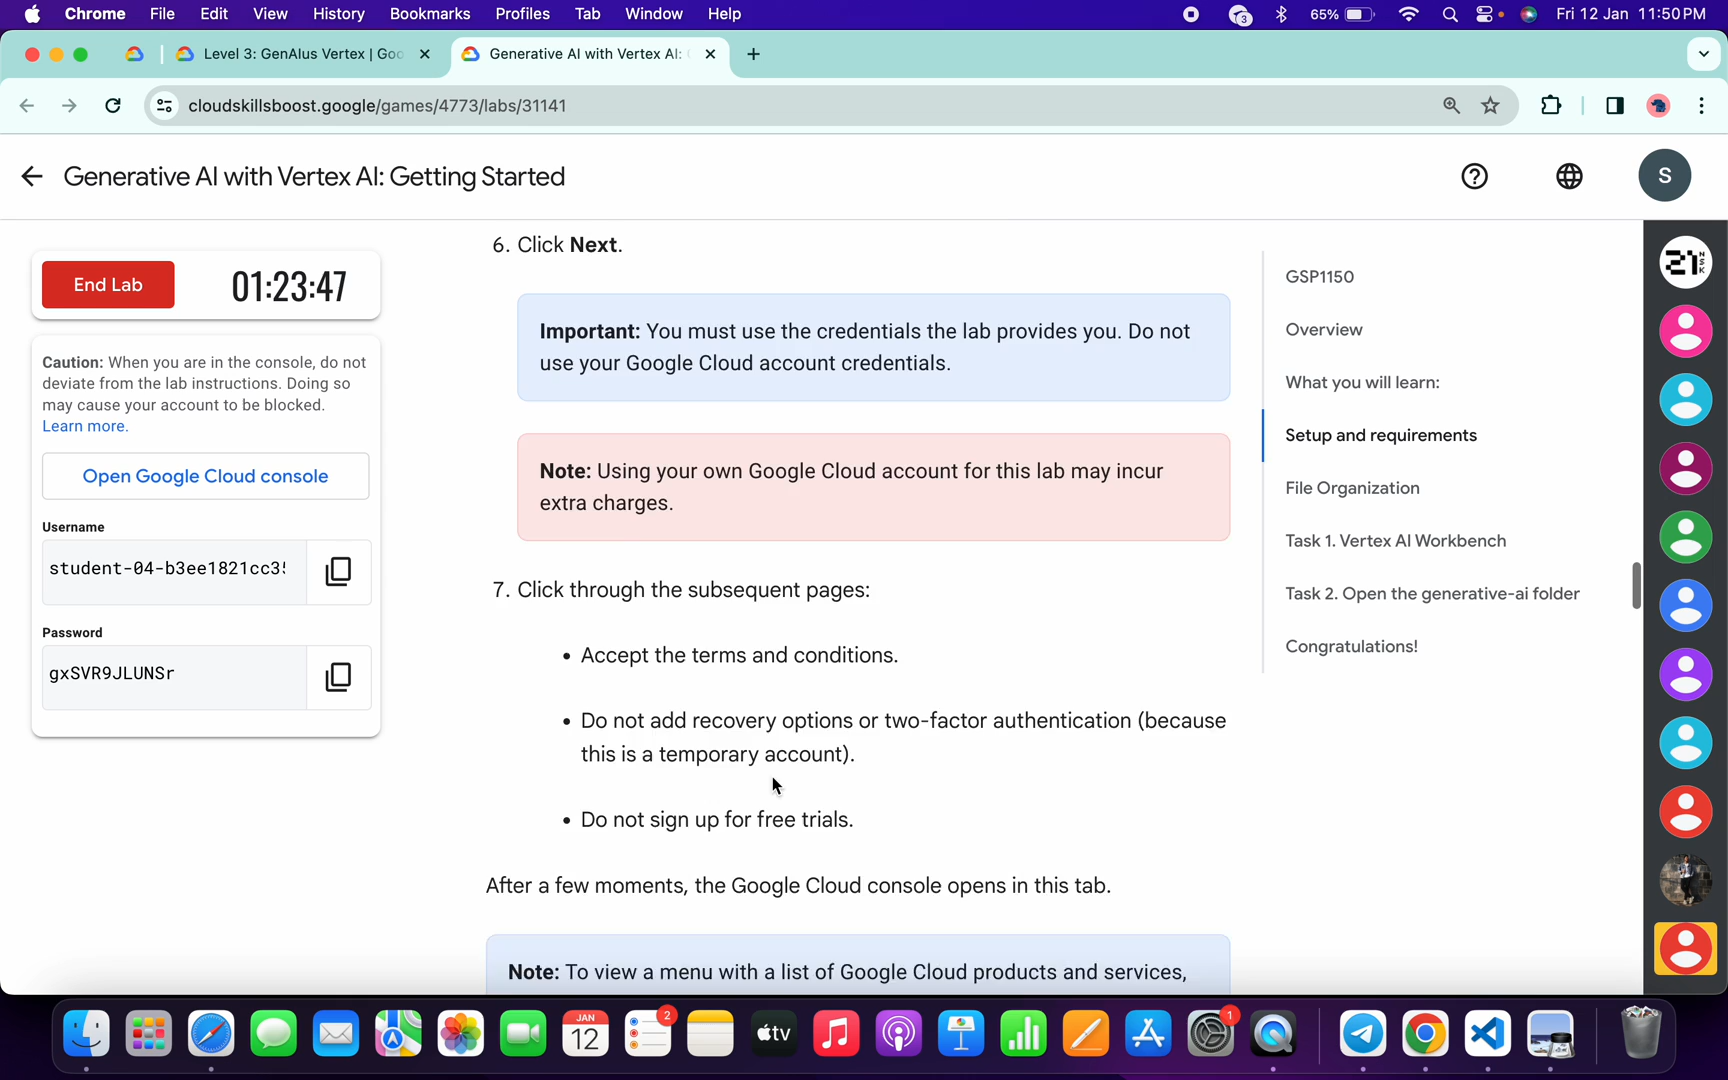 Chrome File Edit View History Bookmarks Profiles Tab Window Help
3 65% Fri 12 Jan 11:50 PM
Level 3: GenAIus Vertex | Goo
Generative AI with Vertex AI:
cloudskillsboost.google/games/4773/labs/31141
Generative AI with Vertex AI: Getting Started
S
End Lab
01:23:47
Caution: When you are in the console, do not
deviate from the lab instructions. Doing so
may cause your account to be blocked.
Learn more.
Open Google Cloud console
Username
student-04-b3ee1821cc35
Password
gxSVR9JLUNSr
6. Click Next.
Important: You must use the credentials the lab provides you. Do not
use your Google Cloud account credentials.
Note: Using your own Google Cloud account for this lab may incur
extra charges.
7. Click through the subsequent pages:
• Accept the terms and conditions.
• Do not add recovery options or two-factor authentication (because
this is a temporary account).
• Do not sign up for free trials.
After a few moments, the Google Cloud console opens in this tab.
Note: To view a menu with a list of Google Cloud products and services,
GSP1150
Overview
What you will learn:
Setup and requirements
File Organization
Task 1. Vertex AI Workbench
Task 2. Open the generative-ai folder
Congratulations!
21
JAN
12
2
tv
1